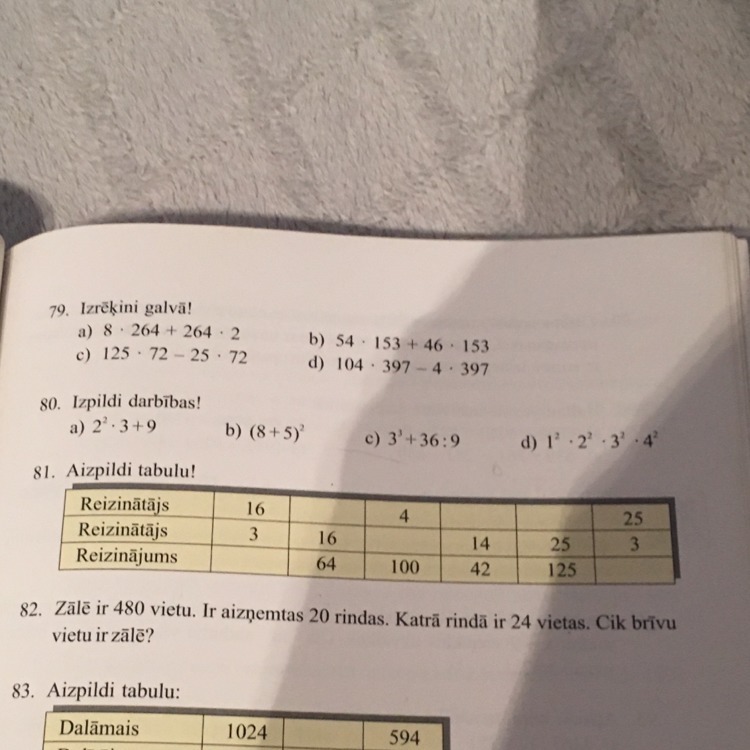 79. Izrēķini galvā!
a) 8 · 264 + 264 · 2 b) 54 · 153 + 46 · 153
c) 125 · 72 – 25 · 72 d) 104 · 397 – 4 · 397
80. Izpildi darbības!
a) 2² · 3 + 9 b) (8 + 5)² c) 3³ + 36 : 9 d) 1² · 2² · 3² · 4²
81. Aizpildi tabulu!
Reizinātājs 16 4 25
Reizinātājs 3 16 14 25 3
Reizinājums 64 100 42 125
82. Zālē ir 480 vietu. Ir aizņemtas 20 rindas. Katrā rindā ir 24 vietas. Cik brīvu
vietu ir zālē?
83. Aizpildi tabulu:
Dalāmais 1024 594